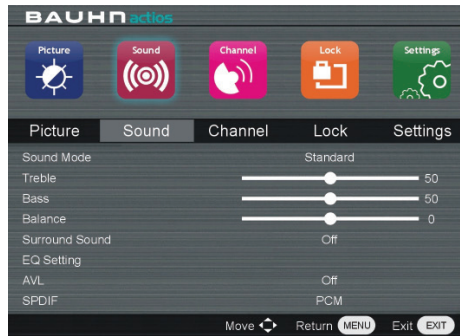 BAUHN actios
Picture Sound Channel Lock Settings
Picture Sound Channel Lock Settings
Sound Mode Standard
Treble 50
Bass 50
Balance 0
Surround Sound Off
EQ Setting
AVL Off
SPDIF PCM
Move Return MENU Exit EXIT